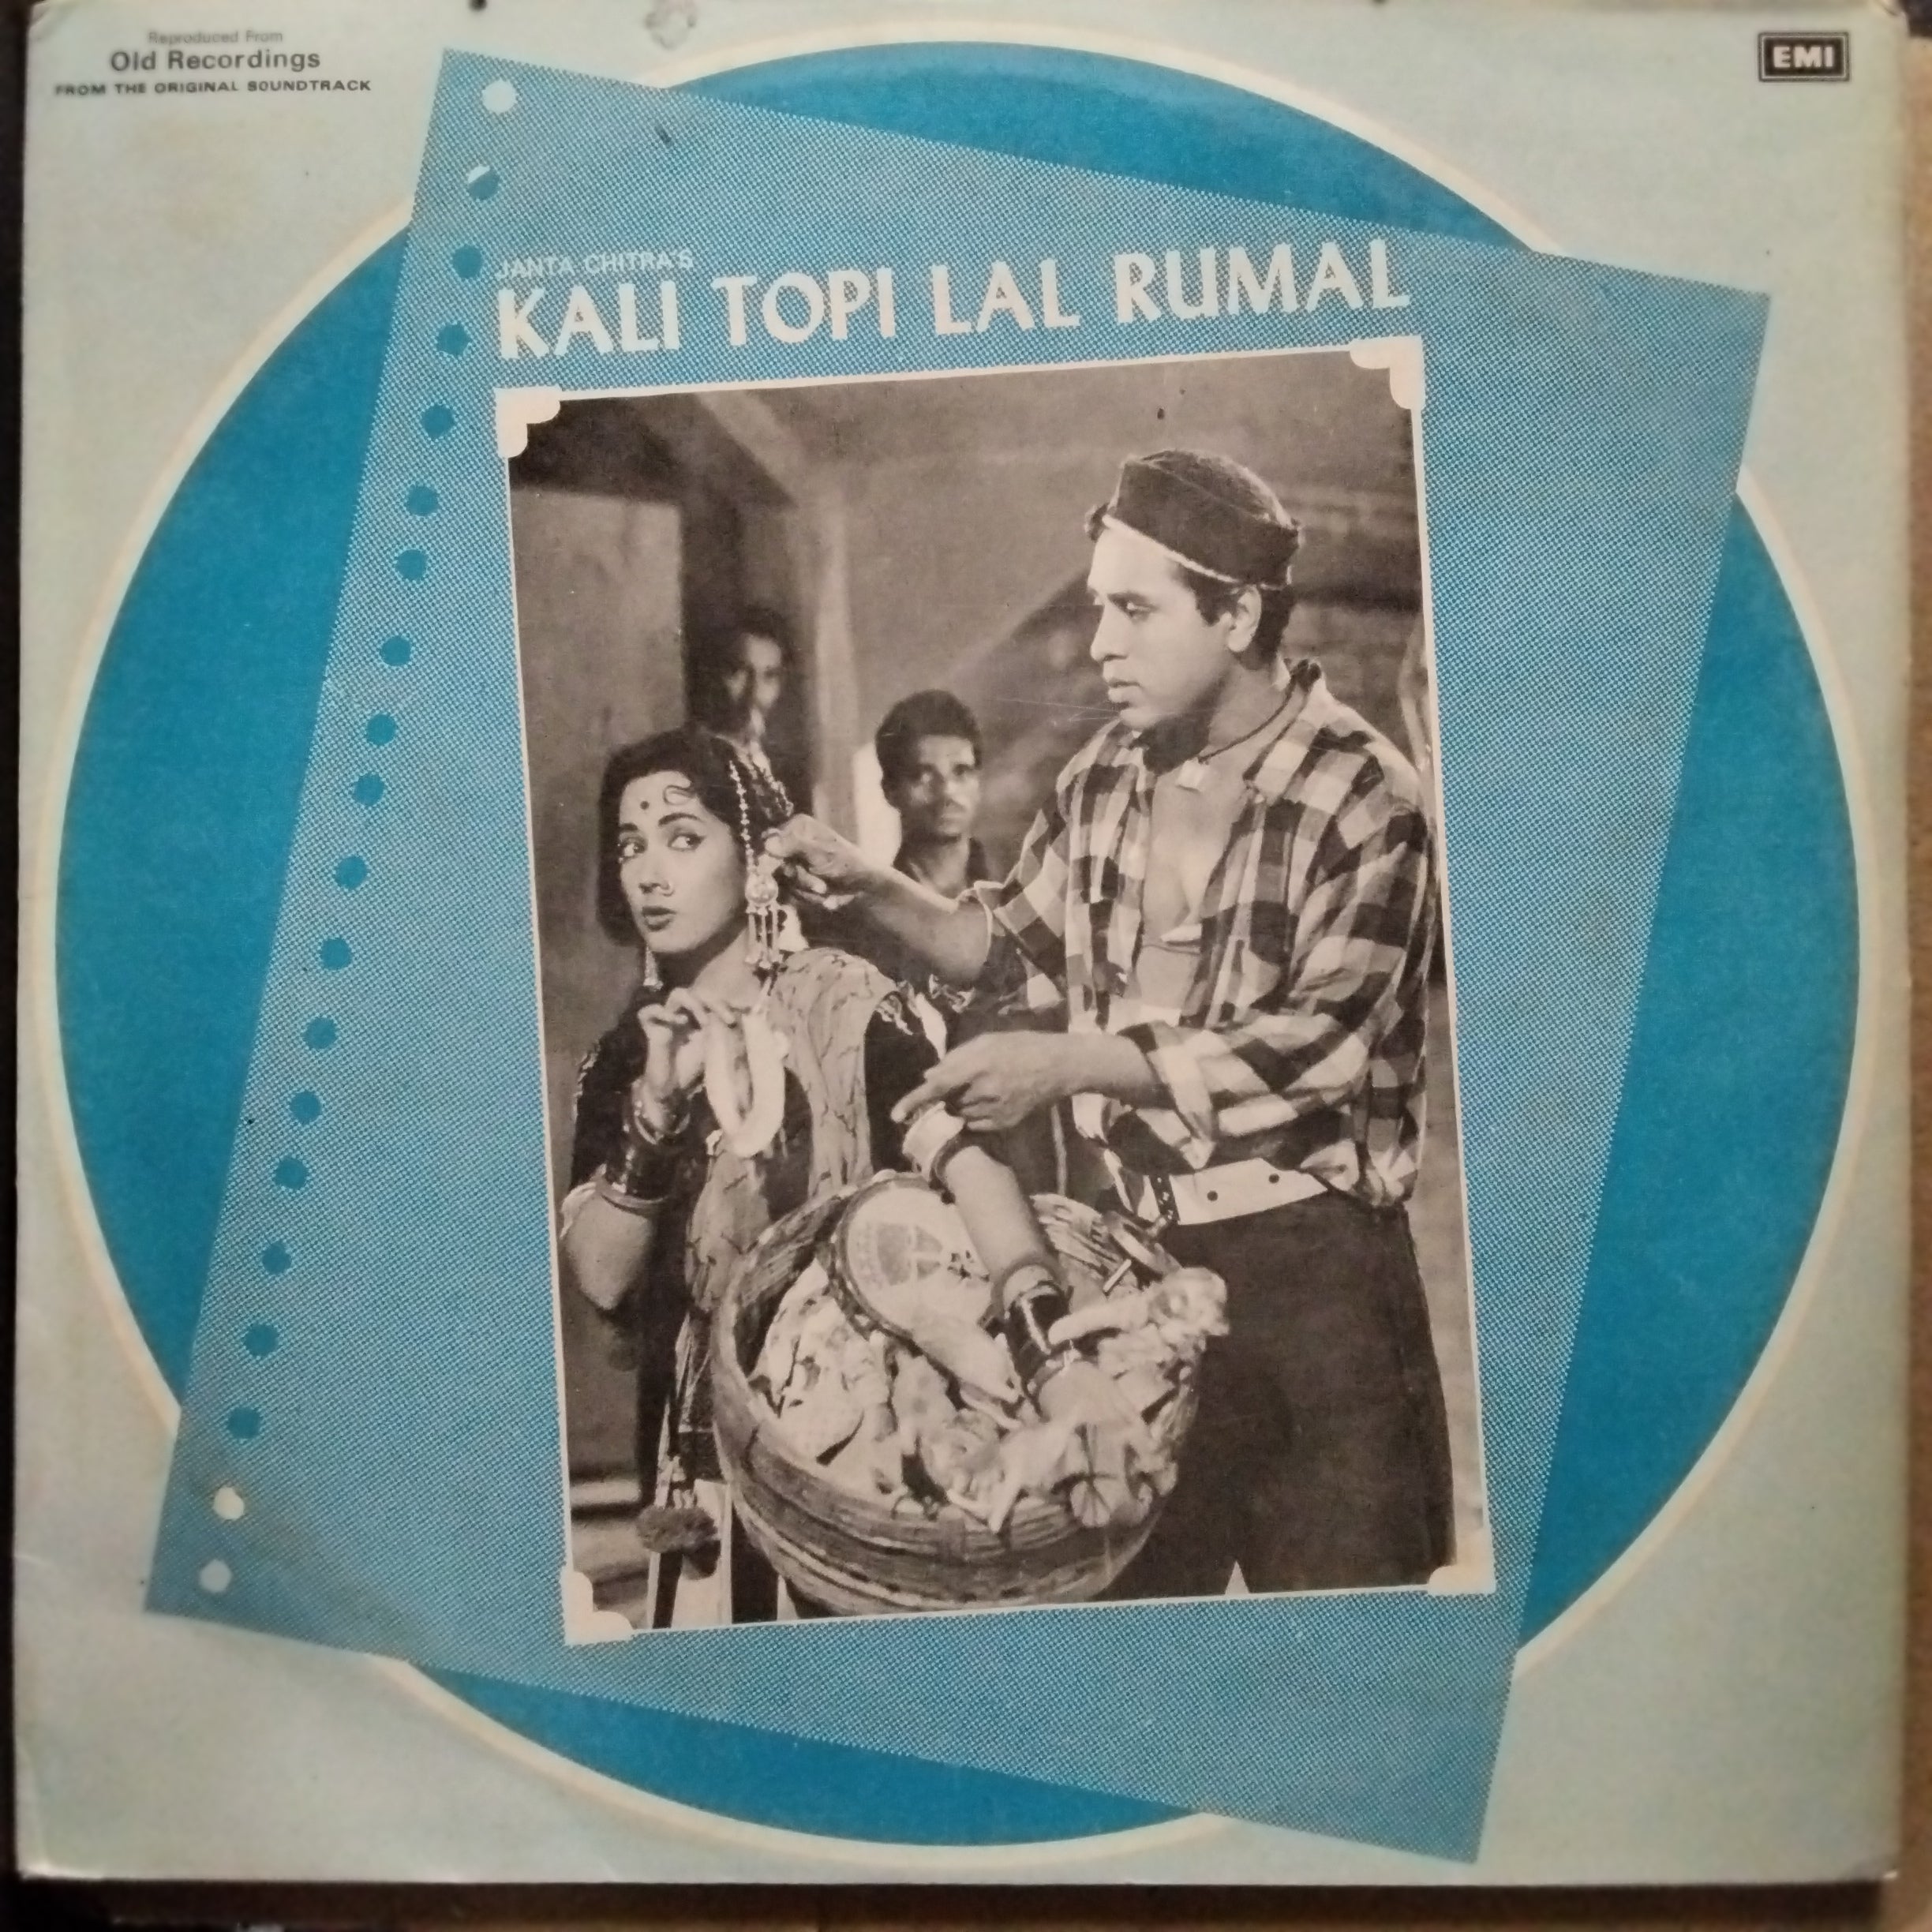 Reproduced From
Old Recordings
FROM THE ORIGINAL SOUNDTRACK
EMI
JANTA CHITRA'S
KALI TOPI LAL RUMAL